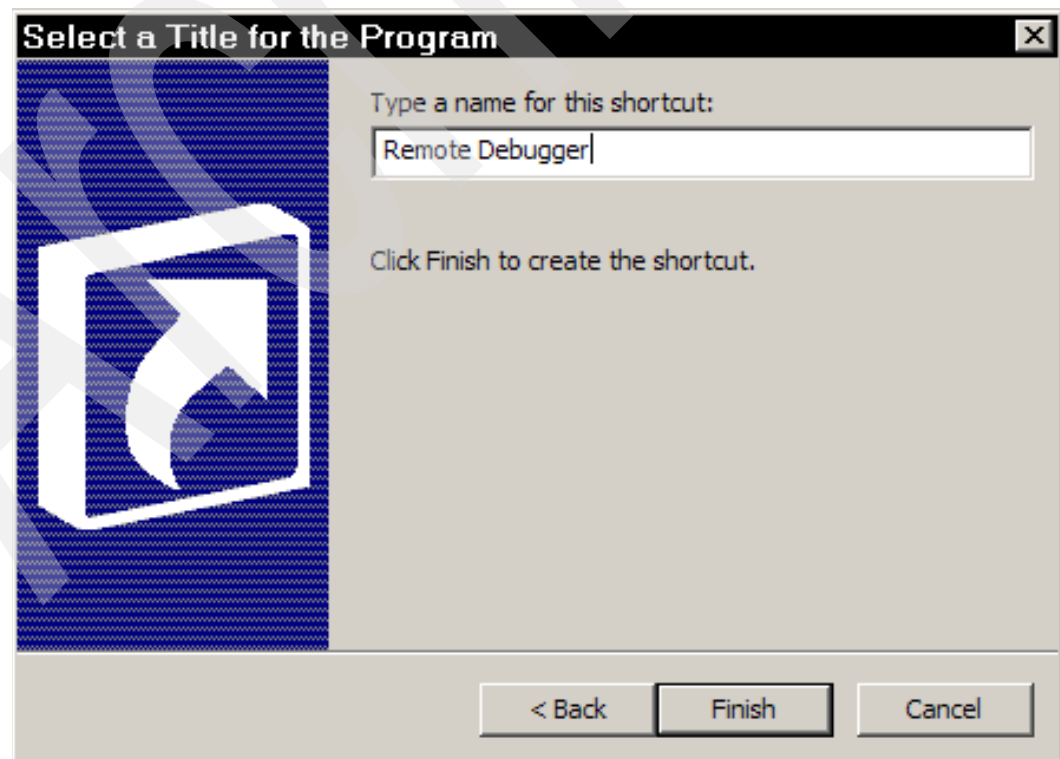 Select a Title for the Program
Type a name for this shortcut:
Remote Debugger
Click Finish to create the shortcut.
< Back Finish Cancel